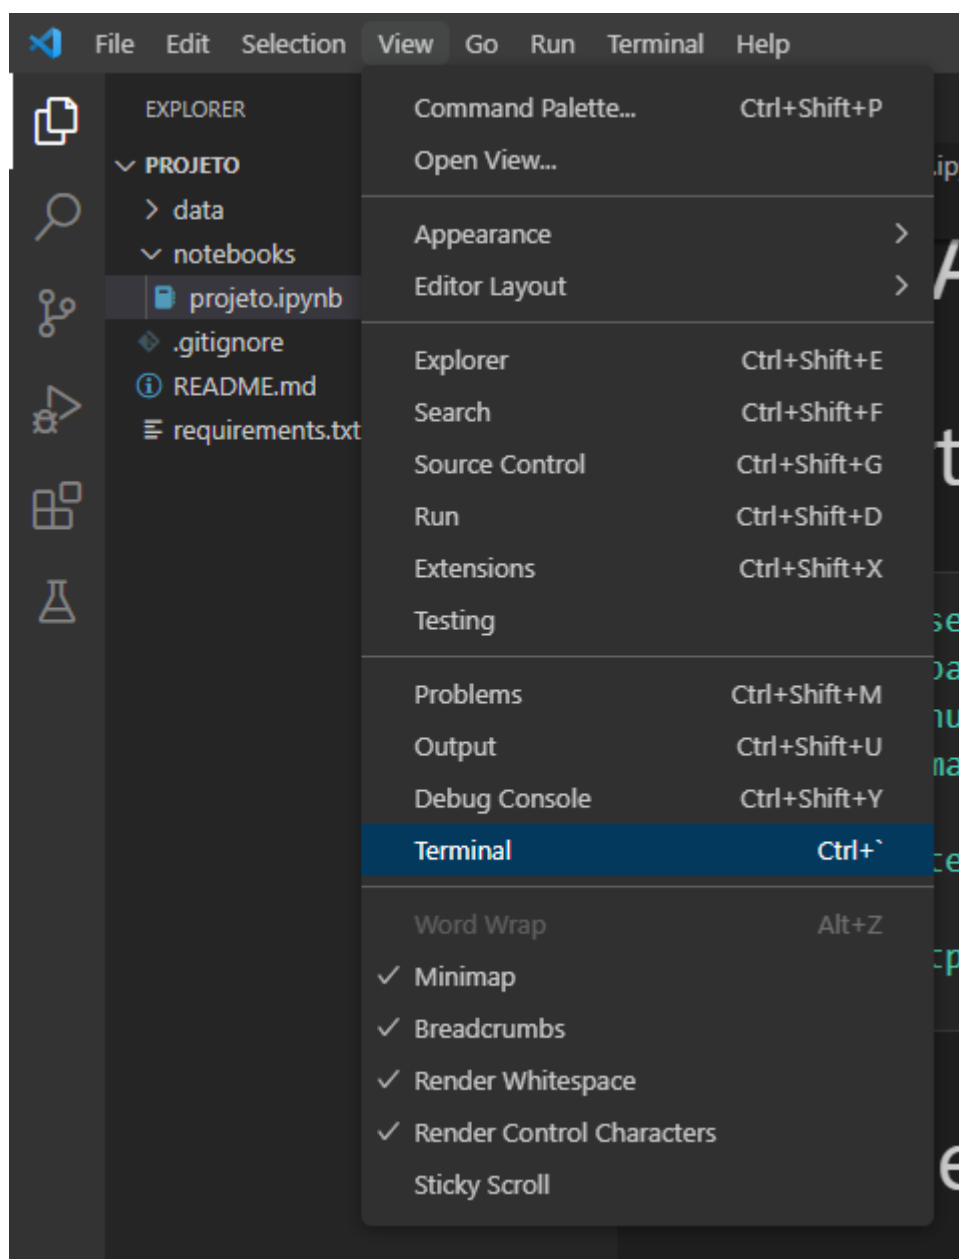 File Edit Selection View Go Run Terminal Help
EXPLORER
PROJETO
data
notebooks
projeto.ipynb
.gitignore
README.md
requirements.txt
Command Palette... Ctrl+Shift+P
Open View...
Appearance
Editor Layout
Explorer Ctrl+Shift+E
Search Ctrl+Shift+F
Source Control Ctrl+Shift+G
Run Ctrl+Shift+D
Extensions Ctrl+Shift+X
Testing
Problems Ctrl+Shift+M
Output Ctrl+Shift+U
Debug Console Ctrl+Shift+Y
Terminal Ctrl+`
Word Wrap Alt+Z
Minimap
Breadcrumbs
Render Whitespace
Render Control Characters
Sticky Scroll